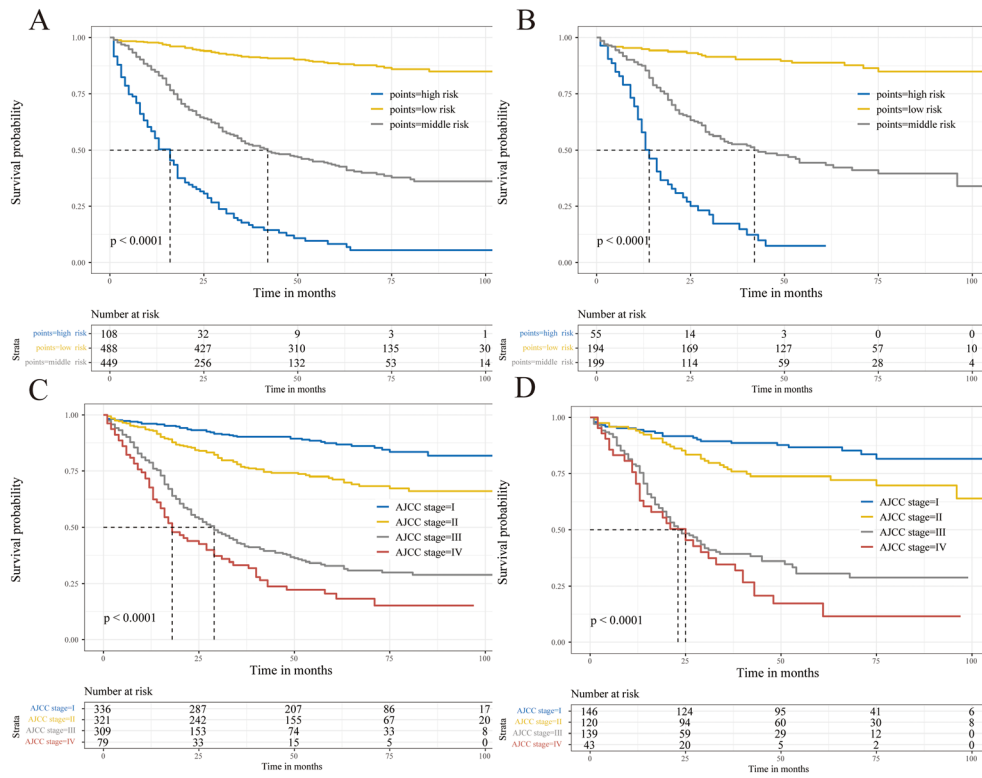 A
1.00
0.75
0.50
0.25
0.00
Survival probability
points=high risk
points=low risk
points=middle risk
p < 0.0001
0 25 50 75 100
Time in months
Number at risk
Strata
points=high risk 108 32 9 3 1
points=low risk 488 427 310 135 30
points=middle risk 449 256 132 53 14
0 25 50 75 100
Time in months
B
1.00
0.75
0.50
0.25
0.00
Survival probability
points=high risk
points=low risk
points=middle risk
p < 0.0001
0 25 50 75 100
Time in months
Number at risk
Strata
points=high risk 55 14 3 0 0
points=low risk 194 169 127 57 10
points=middle risk 199 114 59 28 4
0 25 50 75 100
Time in months
C
1.00
0.75
0.50
0.25
0.00
Survival probability
AJCC stage=I
AJCC stage=II
AJCC stage=III
AJCC stage=IV
p < 0.0001
0 25 50 75 100
Time in months
Number at risk
Strata
AJCC stage=I 336 287 207 86 17
AJCC stage=II 321 242 155 67 20
AJCC stage=III 309 153 74 33 8
AJCC stage=IV 79 33 15 5 0
0 25 50 75 100
Time in months
D
1.00
0.75
0.50
0.25
0.00
Survival probability
AJCC stage=I
AJCC stage=II
AJCC stage=III
AJCC stage=IV
p < 0.0001
0 25 50 75 100
Time in months
Number at risk
Strata
AJCC stage=I 146 124 95 41 6
AJCC stage=II 120 94 60 30 8
AJCC stage=III 139 59 29 12 0
AJCC stage=IV 43 20 5 2 0
0 25 50 75 100
Time in months